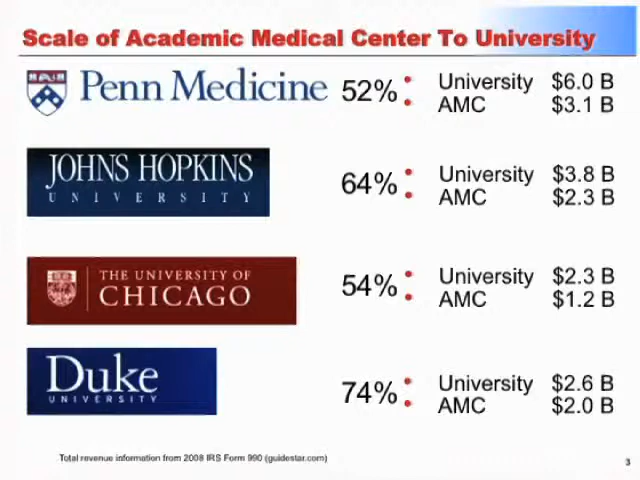 Scale of Academic Medical Center To University
Penn Medicine 52% • University $6.0 B
• AMC $3.1 B
JOHNS HOPKINS
UNIVERSITY
64% • University $3.8 B
• AMC $2.3 B
THE UNIVERSITY OF
CHICAGO
54% • University $2.3 B
• AMC $1.2 B
Duke
UNIVERSITY
74% • University $2.6 B
• AMC $2.0 B
Total revenue information from 2008 IRS Form 990 (guidestar.com)
3